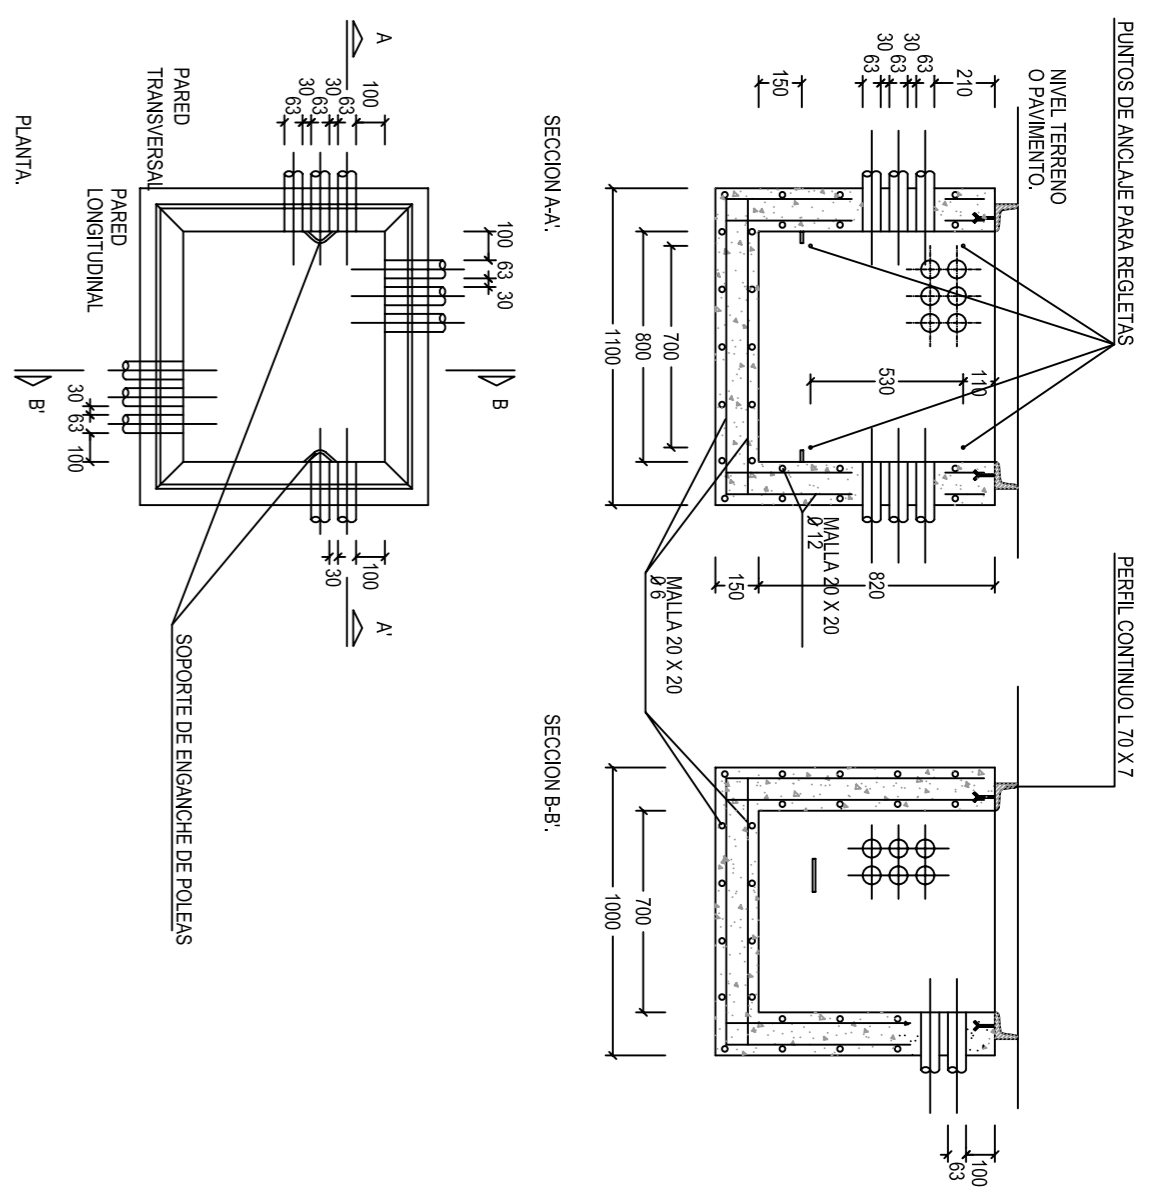 PUNTOS DE ANCLAJE PARA REGLETAS
PERFIL CONTINUO L 70 X 7
NIVEL TERRENO
O PAVIMENTO.
210
63
30
63
30
63
150
110
530
700
800
1100
MALLA 20 X 20
Ø 12
820
150
MALLA 20 X 20
Ø 6
700
1000
100
63
SECCION A-A'.
SECCION B-B'.
100
63
30
B
B'
A
A'
100
63
30
63
30
63
PARED
TRANSVERSAL
PARED
LONGITUDINAL
30
63
100
100
30
SOPORTE DE ENGANCHE DE POLEAS
PLANTA.